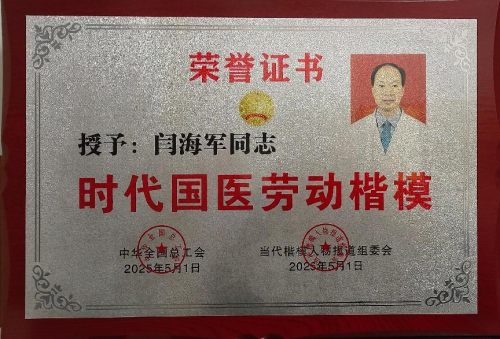 荣誉证书
授予：闫海军同志
时代国医劳动楷模
中华全国总工会
2025年5月1日
当代楷模人物报道组委会
2025年5月1日